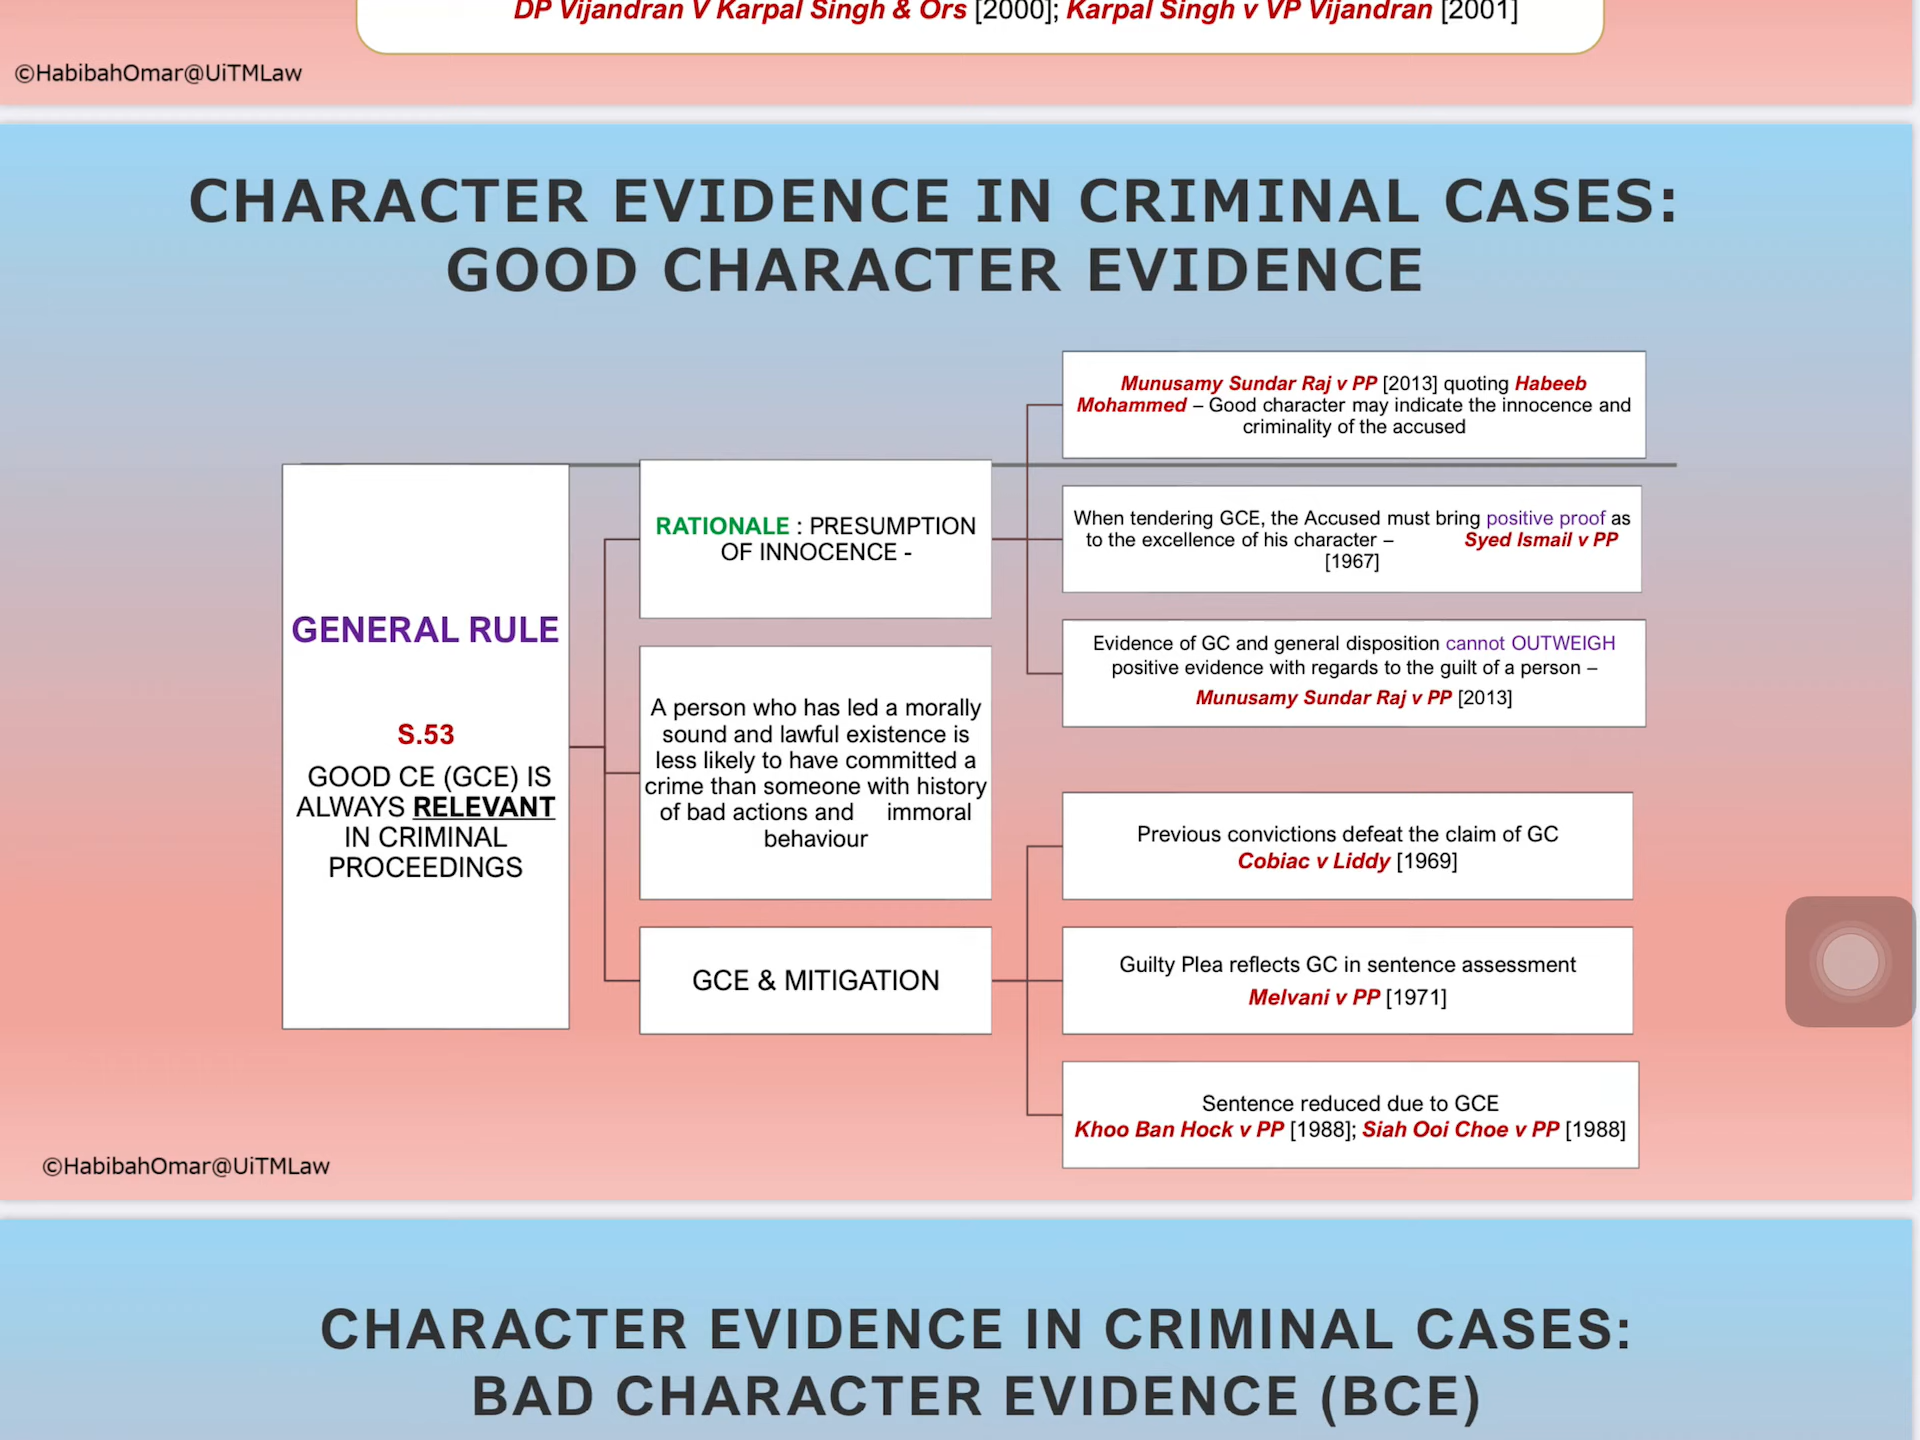 DP Vijandran V Karpal Singh & Ors [2000]; Karpal Singh v VP Vijandran [2001]
©HabibahOmar@UiTMLaw
CHARACTER EVIDENCE IN CRIMINAL CASES:
GOOD CHARACTER EVIDENCE
GENERAL RULE
S.53
GOOD CE (GCE) IS
ALWAYS RELEVANT
IN CRIMINAL
PROCEEDINGS
RATIONALE : PRESUMPTION
OF INNOCENCE -
A person who has led a morally
sound and lawful existence is
less likely to have committed a
crime than someone with history
of bad actions and immoral
behaviour
GCE & MITIGATION
Munusamy Sundar Raj v PP [2013] quoting Habeeb
Mohammed – Good character may indicate the innocence and
criminality of the accused
When tendering GCE, the Accused must bring positive proof as
to the excellence of his character – Syed Ismail v PP
[1967]
Evidence of GC and general disposition cannot OUTWEIGH
positive evidence with regards to the guilt of a person –
Munusamy Sundar Raj v PP [2013]
Previous convictions defeat the claim of GC
Cobiac v Liddy [1969]
Guilty Plea reflects GC in sentence assessment
Melvani v PP [1971]
Sentence reduced due to GCE
Khoo Ban Hock v PP [1988]; Siah Ooi Choe v PP [1988]
©HabibahOmar@UiTMLaw
CHARACTER EVIDENCE IN CRIMINAL CASES:
BAD CHARACTER EVIDENCE (BCE)